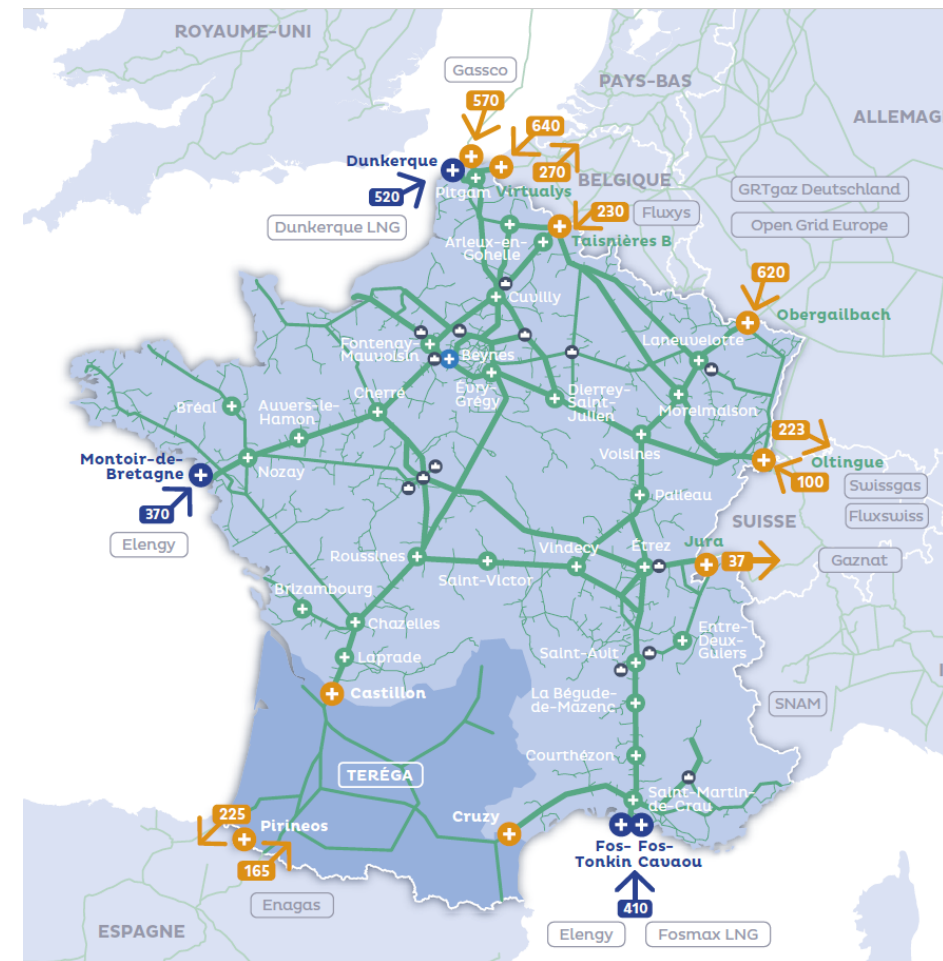 ROYAUME-UNI
Gassco
PAYS-BAS
ALLEMAG
570
640
Dunkerque
270
520
Pitgam
Virtualys
BELGIQUE
GRTgaz Deutschland
Dunkerque LNG
230
Fluxys
Open Grid Europe
Arleux-en-
Gohelle
Taisnières B
620
Cuvilly
Obergailbach
Fontenay-
Mauvoisin
Beynes
Laneuvelotte
Évry-
Grégy
Cherré
Dierrey-
Saint-
Julien
Morelmaison
Bréal
Auvers-le-
Hamon
223
Voisines
Oltingue
Montoir-de-
Bretagne
Nozay
100
Swissgas
Palleau
370
Fluxswiss
SUISSE
Elengy
Jura
Roussines
Vindecy
Étrez
37
Gaznat
Saint-Victor
Brizambourg
Chazelles
Entre-
Deux-
Guiers
Laprade
Saint-Avit
Castillon
La Bégude-
de-Mazenc
SNAM
Courthézon
TERÉGA
Saint-Martin-
de-Crau
225
Pirineos
Cruzy
Fos-
Tonkin
Fos-
Cavaou
165
Enagas
410
ESPAGNE
Elengy
Fosmax LNG